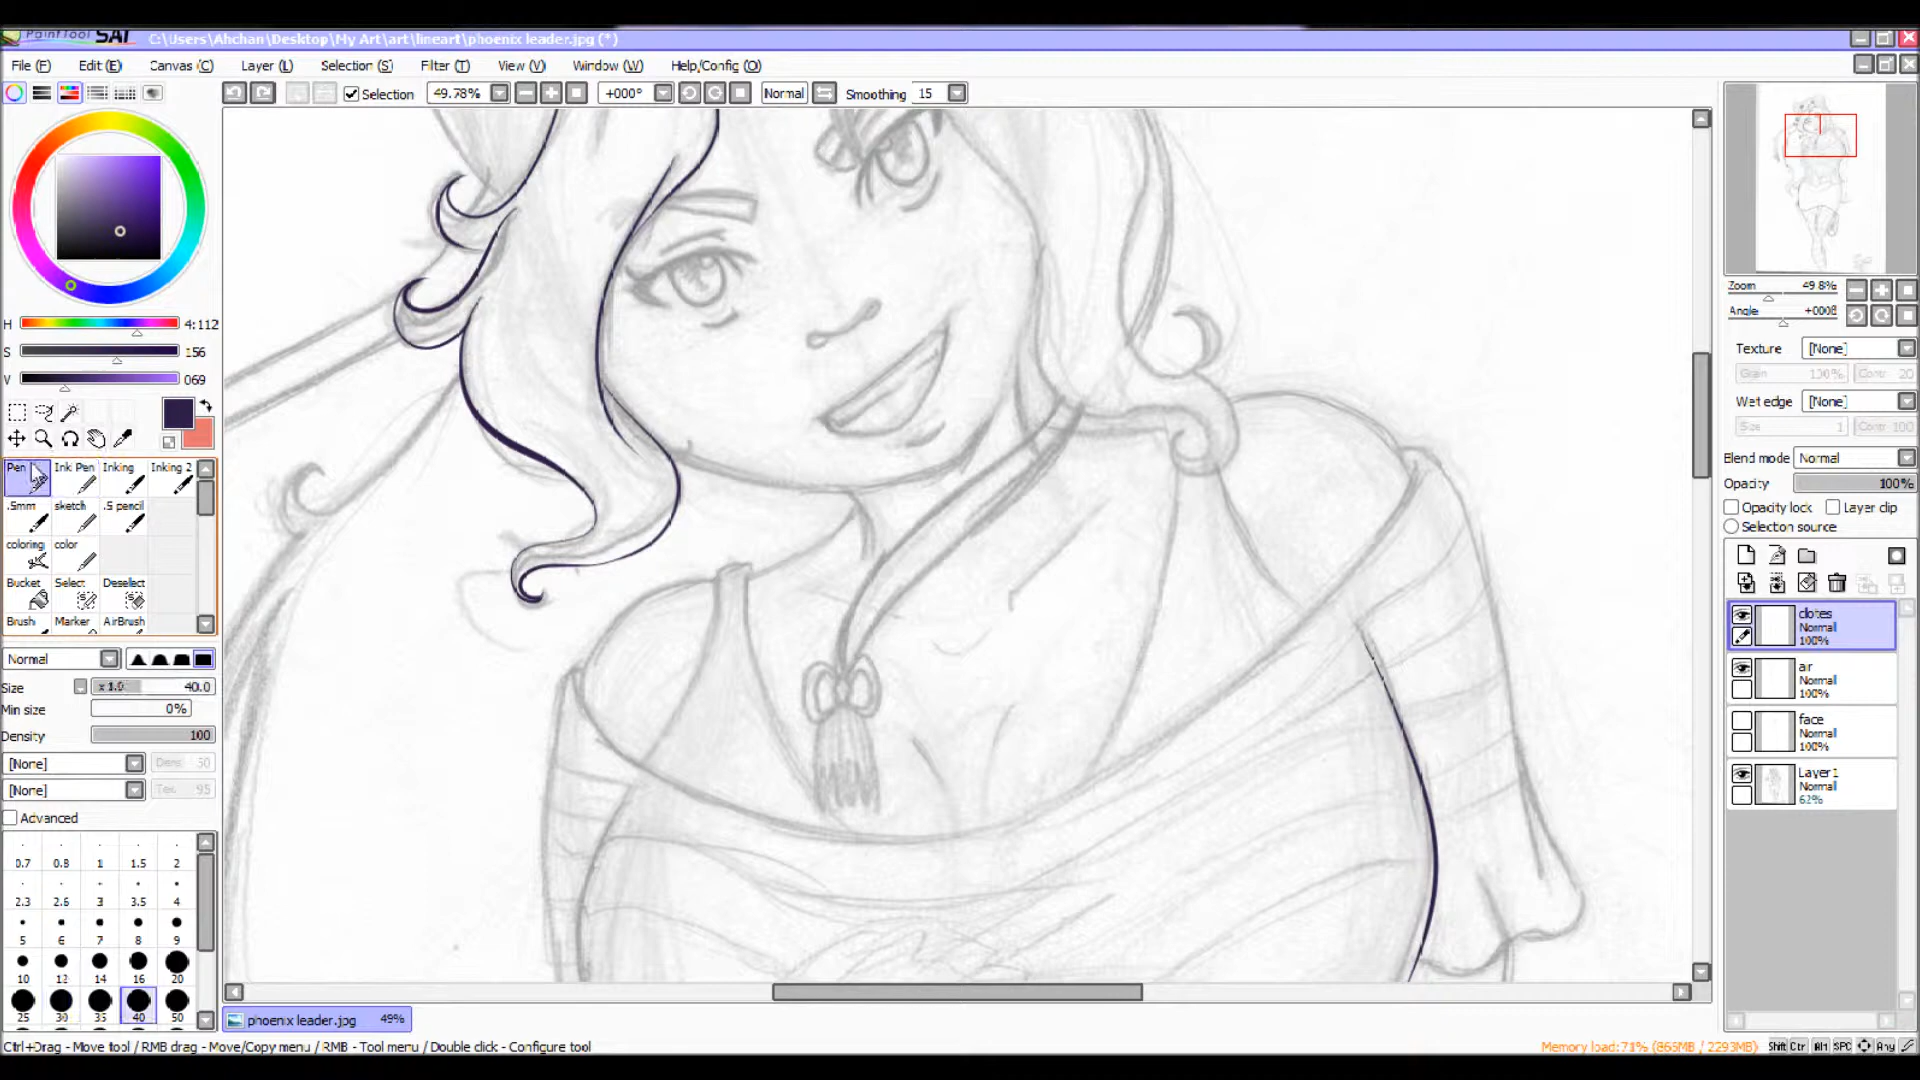 PaintTool SAI C:\Users\Ahchan\Desktop\My Art\art\lineart\phoenix leader.jpg (*)
File (F) Edit (E) Canvas (C) Layer (L) Selection (S) Filter (T) View (V) Window (W) Help/Config (O)
Selection 49.78% +000° Normal Smoothing 15
Zoom 49.8%
Angle +000
H 4:112
S 156
V 069
Texture [None]
Grain 130% Contr 20
Wet edge [None]
Size 1 Contr 100
Blend mode Normal
Opacity 100%
Opacity lock Layer clip
Selection source
Pen Ink Pen Inking Inking 2
.5mm sketch .5 pencil
coloring color
Bucket Select Deselect
Brush Marker AirBrush
Normal
Size x1.0 40.0
Min size 0%
Density 100
[None] Dens 50
[None] Tex 95
Advanced
0.7 0.8 1 1.5 2
2.3 2.6 3 3.5 4
5 6 7 8 9
10 12 14 16 20
25 30 35 40 50
clotes
Normal
100%
air
Normal
100%
face
Normal
100%
Layer1
Normal
62%
phoenix leader.jpg 49%
Ctrl+Drag - Move tool / RMB drag - Move/Copy menu / RMB - Tool menu / Double click - Configure tool
Memory load:71% (865MB / 2293MB) Shift Ctrl Alt SPC Any